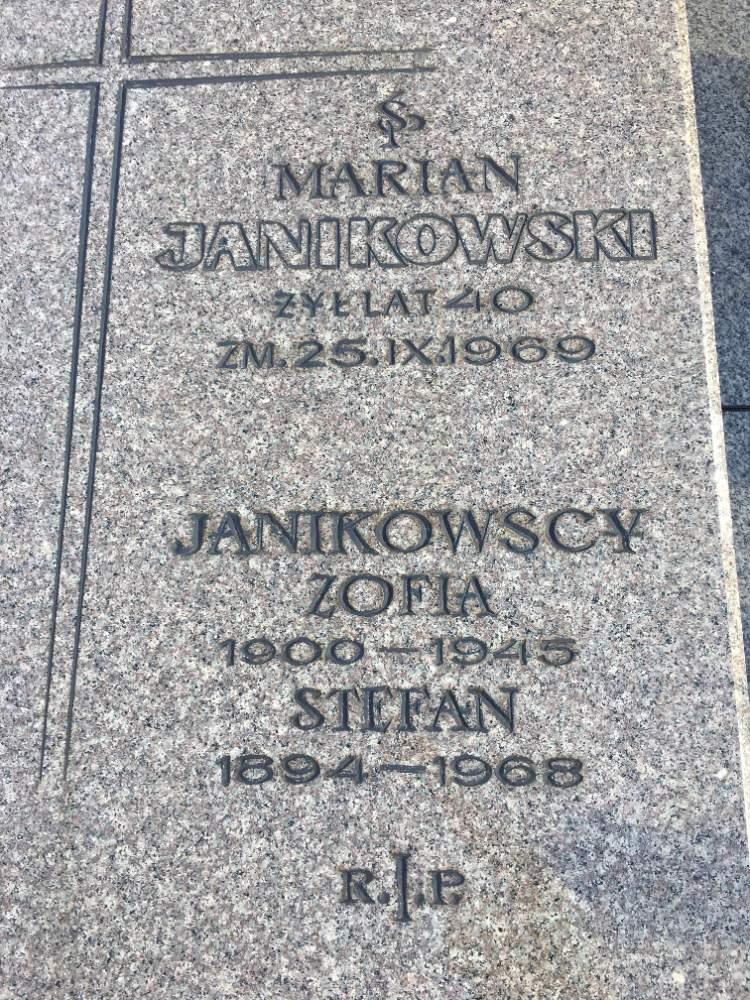 ŚP
MARIAN
JANIKOWSKI
ŻYŁ LAT 40
ZM. 25.IX.1969
JANIKOWSCY
ZOFIA
1900 – 1945
STEFAN
1894 – 1968
R.I.P.